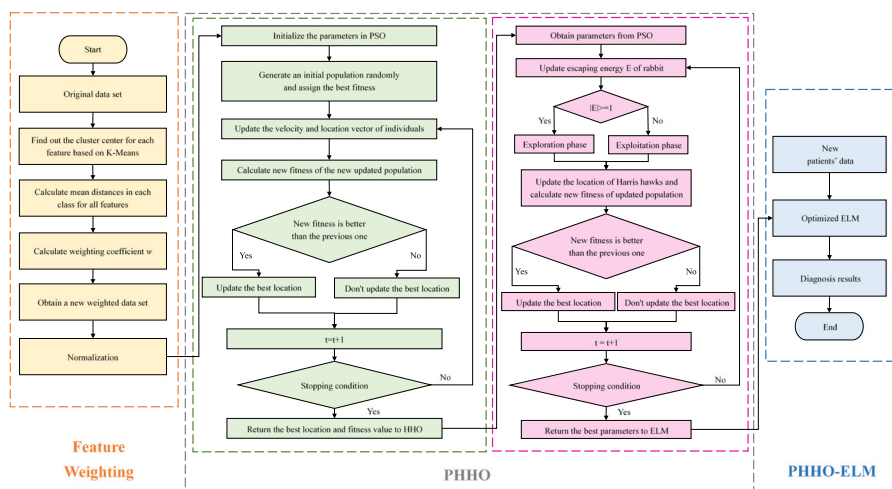 Start
Original data set
Find out the cluster center for each
feature based on K-Means
Calculate mean distances in each
class for all features
Calculate weighting coefficient w
Obtain a new weighted data set
Normalization
Feature
Weighting
Initialize the parameters in PSO
Generate an initial population randomly
and assign the best fitness
Update the velocity and location vector of individuals
Calculate new fitness of the new updated population
New fitness is better
than the previous one
Yes
No
Update the best location
Don't update the best location
t=t+1
Stopping condition
No
Yes
Return the best location and fitness value to HHO
Obtain parameters from PSO
Update escaping energy E of rabbit
|E|>=1
Yes
No
Exploration phase
Exploitation phase
Update the location of Harris hawks and
calculate new fitness of updated population
New fitness is better
than the previous one
Yes
No
Update the best location
Don't update the best location
t = t+1
Stopping condition
No
Yes
Return the best parameters to ELM
PHHO
New
patients' data
Optimized ELM
Diagnosis results
End
PHHO-ELM